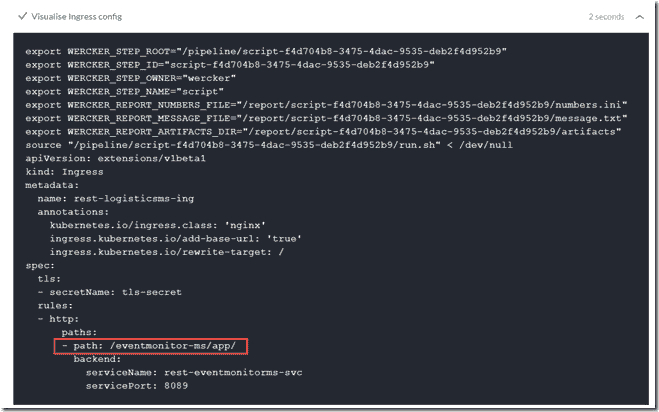 Visualise Ingress config
2 seconds
export WERCKER_STEP_ROOT="/pipeline/script-f4d704b8-3475-4dac-9535-deb2f4d952b9"
export WERCKER_STEP_ID="script-f4d704b8-3475-4dac-9535-deb2f4d952b9"
export WERCKER_STEP_OWNER="wercker"
export WERCKER_STEP_NAME="script"
export WERCKER_REPORT_NUMBERS_FILE="/report/script-f4d704b8-3475-4dac-9535-deb2f4d952b9/numbers.ini"
export WERCKER_REPORT_MESSAGE_FILE="/report/script-f4d704b8-3475-4dac-9535-deb2f4d952b9/message.txt"
export WERCKER_REPORT_ARTIFACTS_DIR="/report/script-f4d704b8-3475-4dac-9535-deb2f4d952b9/artifacts"
source "/pipeline/script-f4d704b8-3475-4dac-9535-deb2f4d952b9/run.sh" < /dev/null
apiVersion: extensions/v1beta1
kind: Ingress
metadata:
  name: rest-logisticsms-ing
  annotations:
    kubernetes.io/ingress.class: 'nginx'
    ingress.kubernetes.io/add-base-url: 'true'
    ingress.kubernetes.io/rewrite-target: /
spec:
  tls:
  - secretName: tls-secret
  rules:
  - http:
      paths:
      - path: /eventmonitor-ms/app/
        backend:
          serviceName: rest-eventmonitorms-svc
          servicePort: 8089